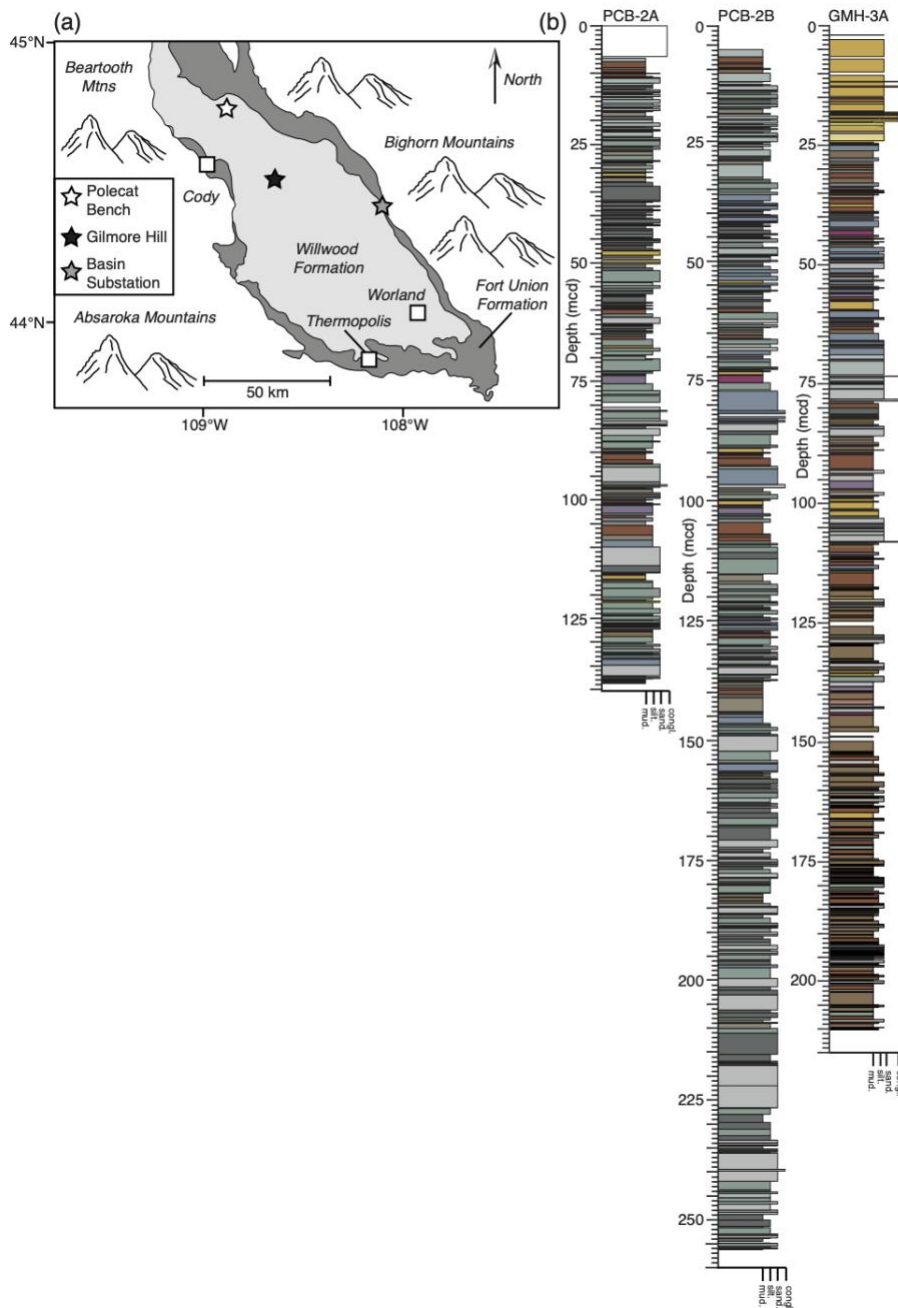 (a)
45°N
Beartooth
Mtns
North
Bighorn Mountains
Polecat
Bench
Gilmore Hill
Basin
Substation
Cody
Willwood
Formation
Worland
Fort Union
Formation
Absaroka Mountains
Thermopolis
44°N
50 km
109°W
108°W
(b)
PCB-2A
0
25
50
Depth (mcd)
75
100
125
mud.
silt.
sand.
congl.
PCB-2B
0
25
50
75
100
Depth (mcd)
125
150
175
200
225
250
mud.
silt.
sand.
congl.
GMH-3A
0
25
50
75
Depth (mcd)
100
125
150
175
200
mud.
silt.
sand.